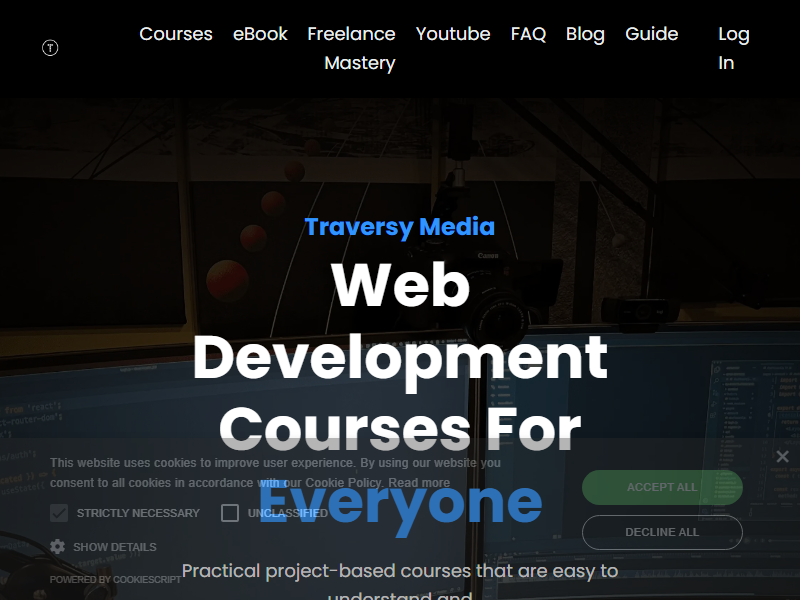 T
Courses eBook Freelance Mastery Youtube FAQ Blog Guide Log In
Traversy Media
Web
Development
Courses For
Everyone
Practical project-based courses that are easy to
understand and
This website uses cookies to improve user experience. By using our website you
consent to all cookies in accordance with our Cookie Policy. Read more
STRICTLY NECESSARY UNCLASSIFIED
SHOW DETAILS
POWERED BY COOKIESCRIPT
ACCEPT ALL
DECLINE ALL